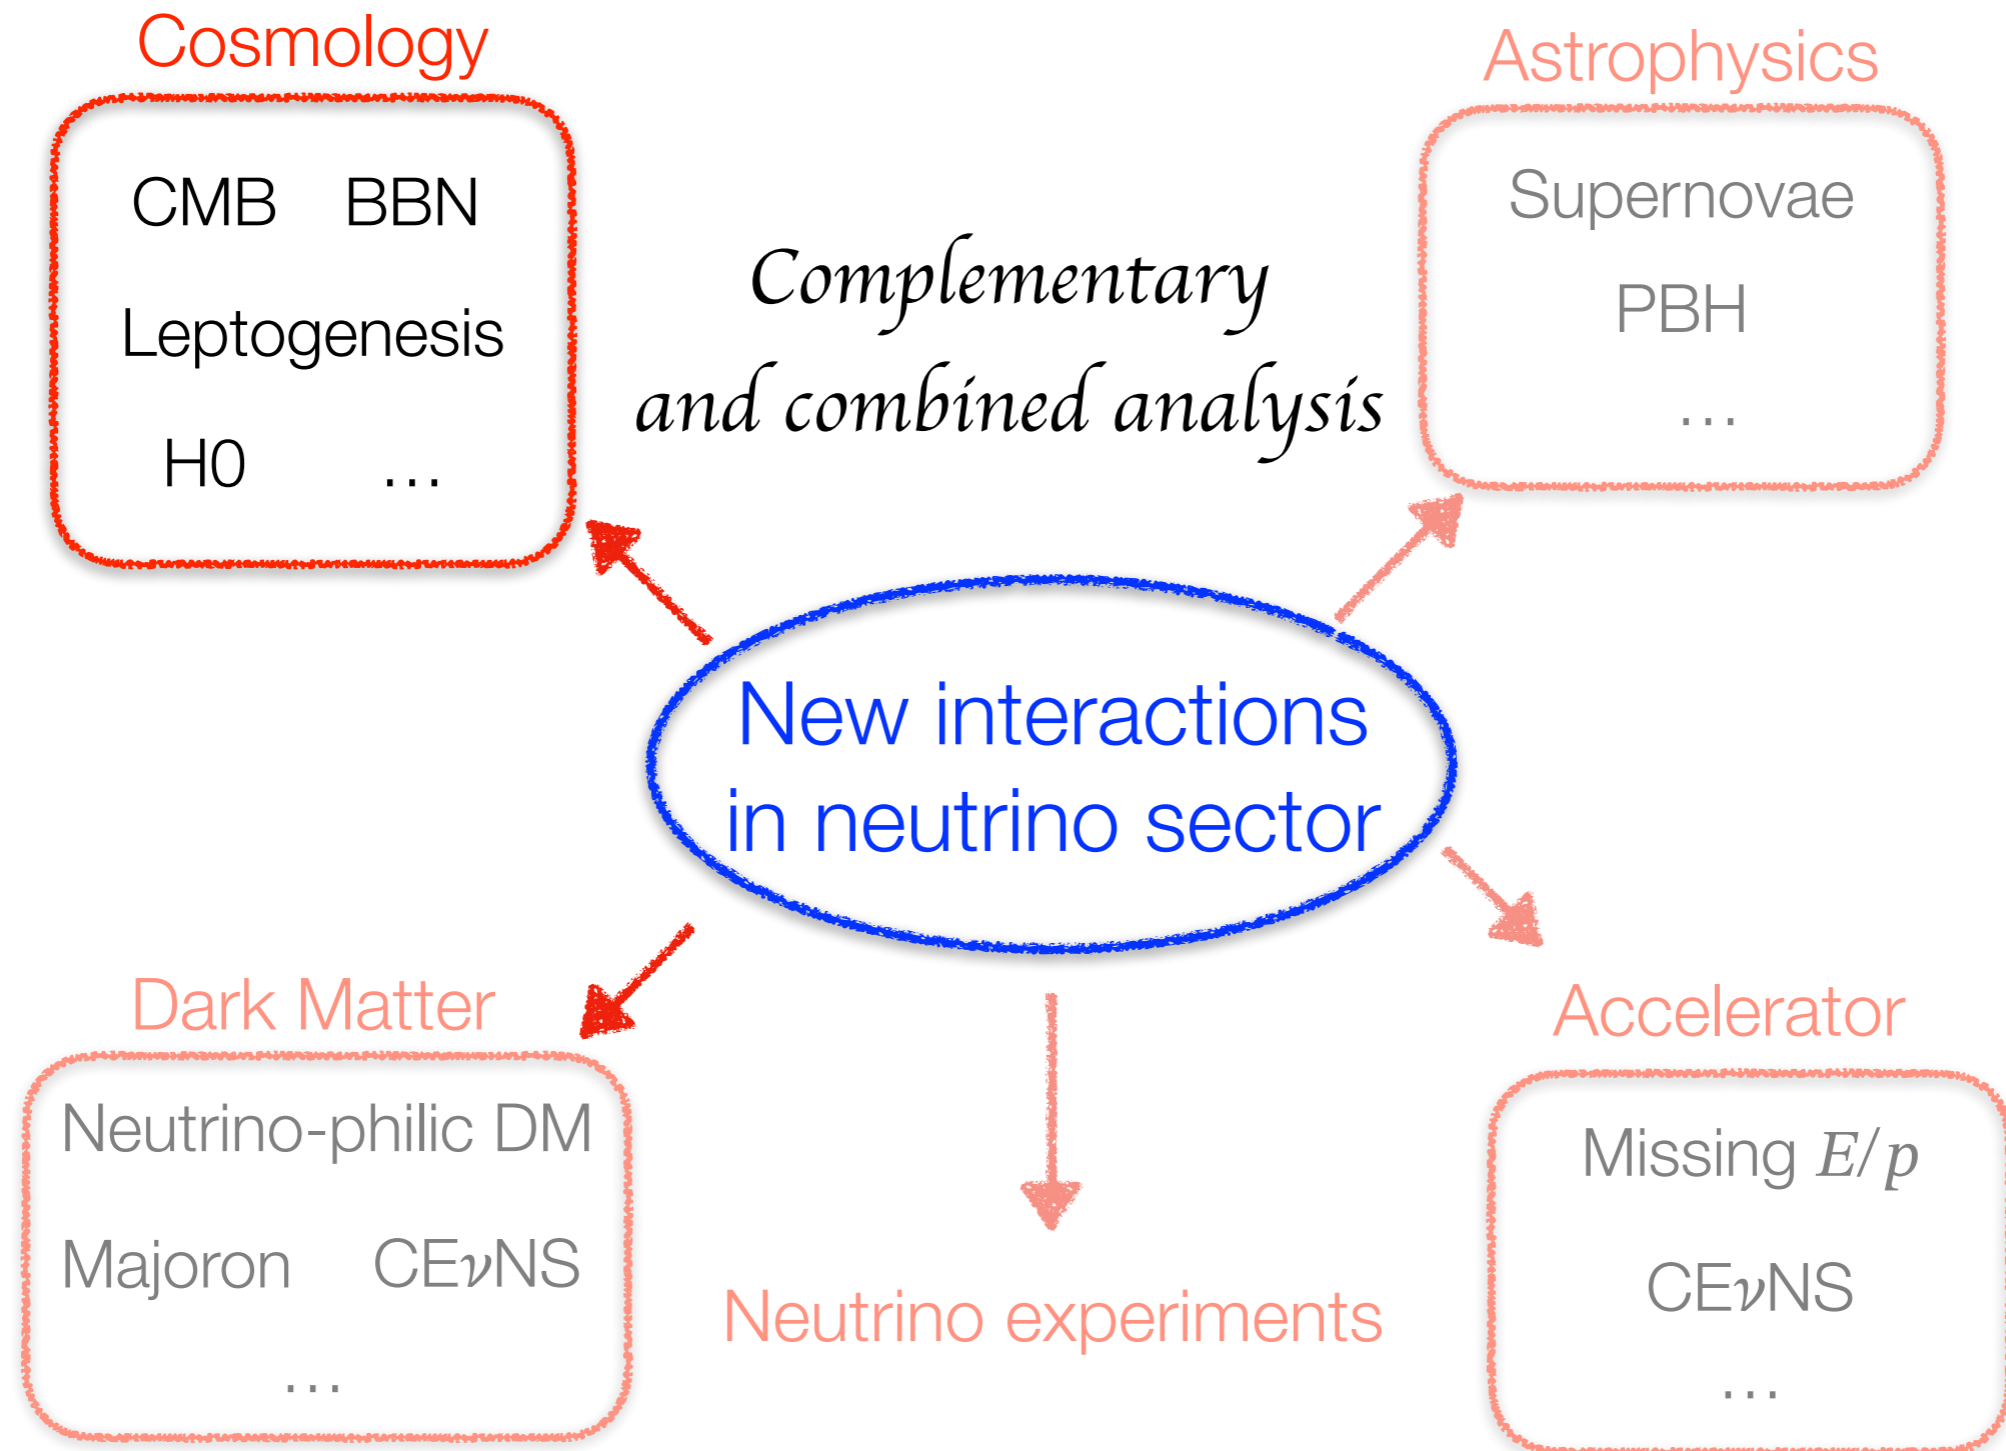 Cosmology
CMB BBN
Leptogenesis
H0 ...
Complementary
and combined analysis
Astrophysics
Supernovae
PBH
...
New interactions
in neutrino sector
Dark Matter
Neutrino-philic DM
Majoron CEνNS
...
Neutrino experiments
Accelerator
Missing E/p
CEνNS
...